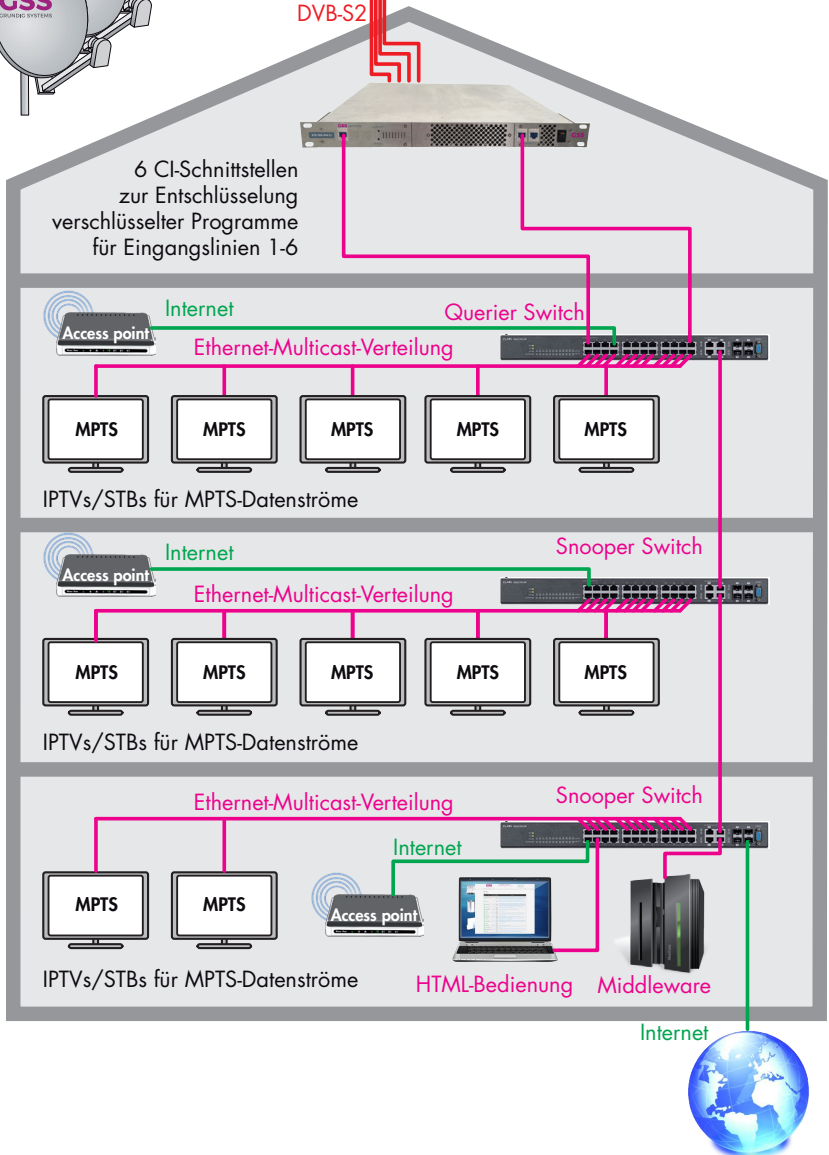 GSS
GRUNDIG SYSTEMS
DVB-S2
GSS
GSS
6 CI-Schnittstellen
zur Entschlüsselung
verschlüsselter Programme
für Eingangslinien 1-6
Internet
Querier Switch
Access point
Ethernet-Multicast-Verteilung
MPTS
MPTS
MPTS
MPTS
MPTS
IPTVs/STBs für MPTS-Datenströme
Internet
Snooper Switch
Access point
Ethernet-Multicast-Verteilung
MPTS
MPTS
MPTS
MPTS
MPTS
IPTVs/STBs für MPTS-Datenströme
Ethernet-Multicast-Verteilung
Snooper Switch
Internet
MPTS
MPTS
Access point
IPTVs/STBs für MPTS-Datenströme
HTML-Bedienung
Middleware
Internet